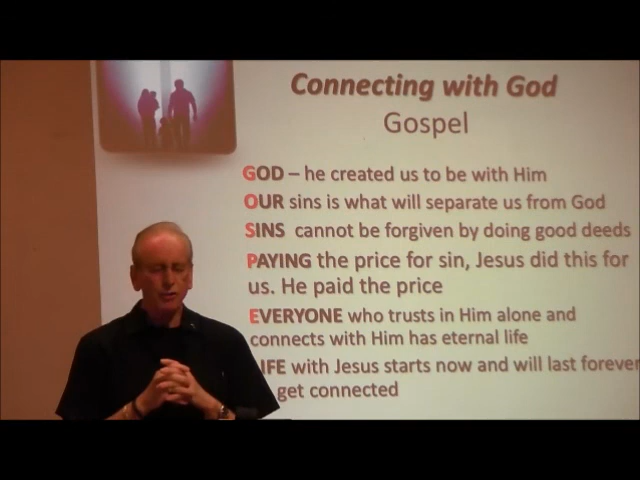 Connecting with God
Gospel
GOD – he created us to be with Him
OUR sins is what will separate us from God
SINS cannot be forgiven by doing good deeds
PAYING the price for sin, Jesus did this for
us. He paid the price
EVERYONE who trusts in Him alone and
connects with Him has eternal life
IFE with Jesus starts now and will last forever
get connected